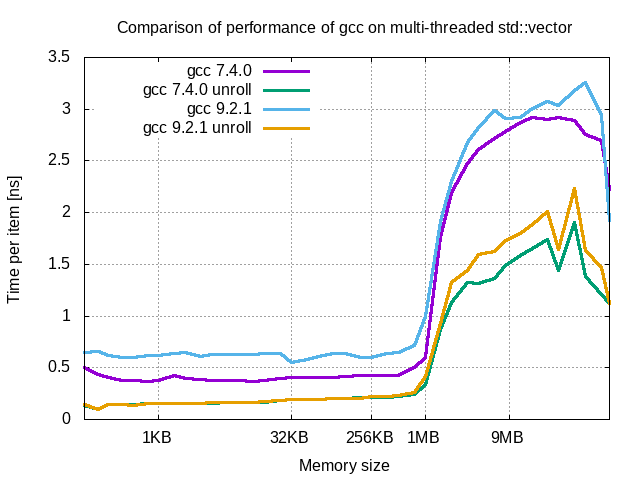 Comparison of performance of gcc on multi-threaded std::vector
gcc 7.4.0
gcc 7.4.0 unroll
gcc 9.2.1
gcc 9.2.1 unroll
Time per item [ns]
3.5
3
2.5
2
1.5
1
0.5
0
1KB 32KB 256KB 1MB 9MB
Memory size